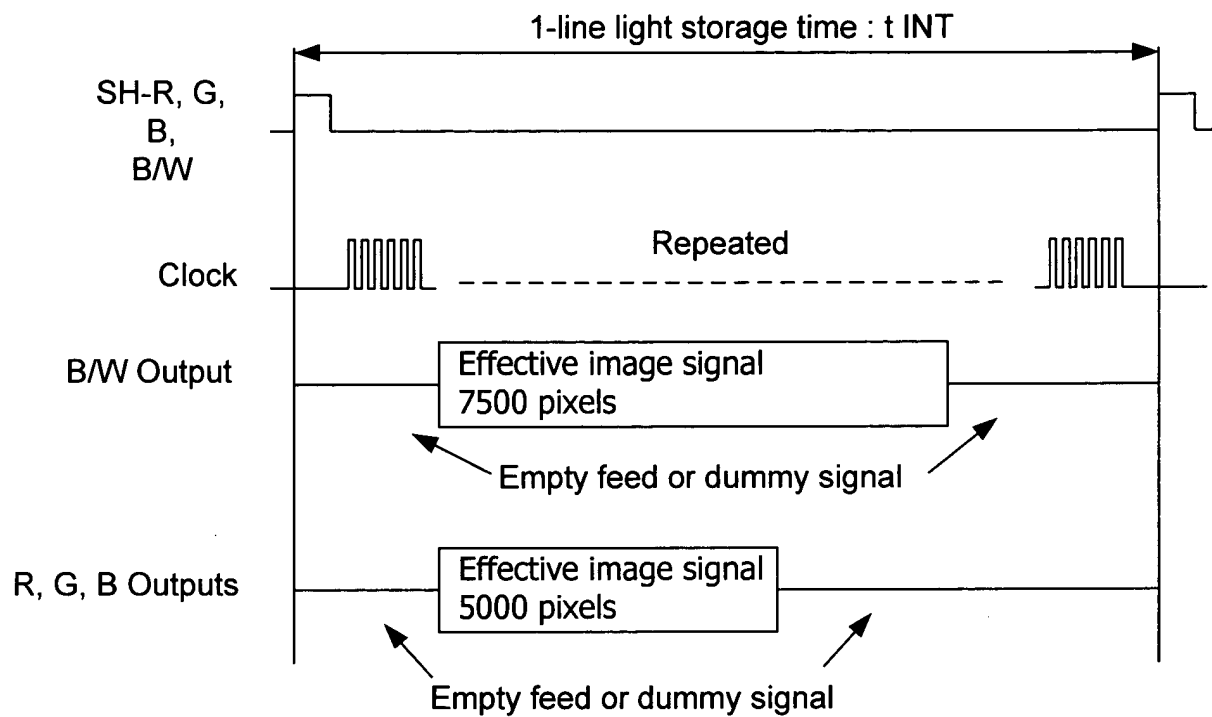 1-line light storage time : t INT
SH-R, G,
B,
B/W
Clock
Repeated
B/W Output
Effective image signal
7500 pixels
Empty feed or dummy signal
R, G, B Outputs
Effective image signal
5000 pixels
Empty feed or dummy signal